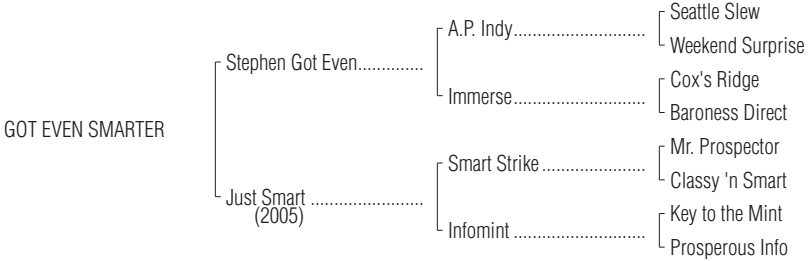 Seattle Slew
A.P. Indy..............................
Weekend Surprise
Stephen Got Even..............
Cox's Ridge
Immerse..............................
Baroness Direct
GOT EVEN SMARTER
Mr. Prospector
Smart Strike........................
Classy 'n Smart
Just Smart ........................
(2005)
Key to the Mint
Infomint..............................
Prosperous Info